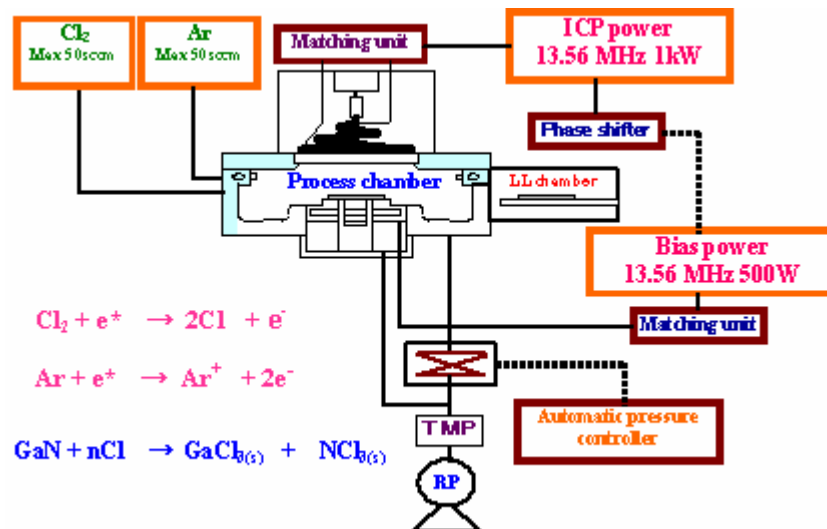 Cl₂
Max 50sccm
Ar
Max 50sccm
Matching unit
ICP power
13.56 MHz 1kW
Phase shifter
Process chamber
LL chamber
Bias power
13.56 MHz 500W
Matching unit
Cl₂ + e* → 2Cl + e⁻
Ar + e* → Ar⁺ + 2e⁻
GaN + nCl → GaCl₃(s) + NCl₃(s)
Automatic pressure
controller
TMP
RP